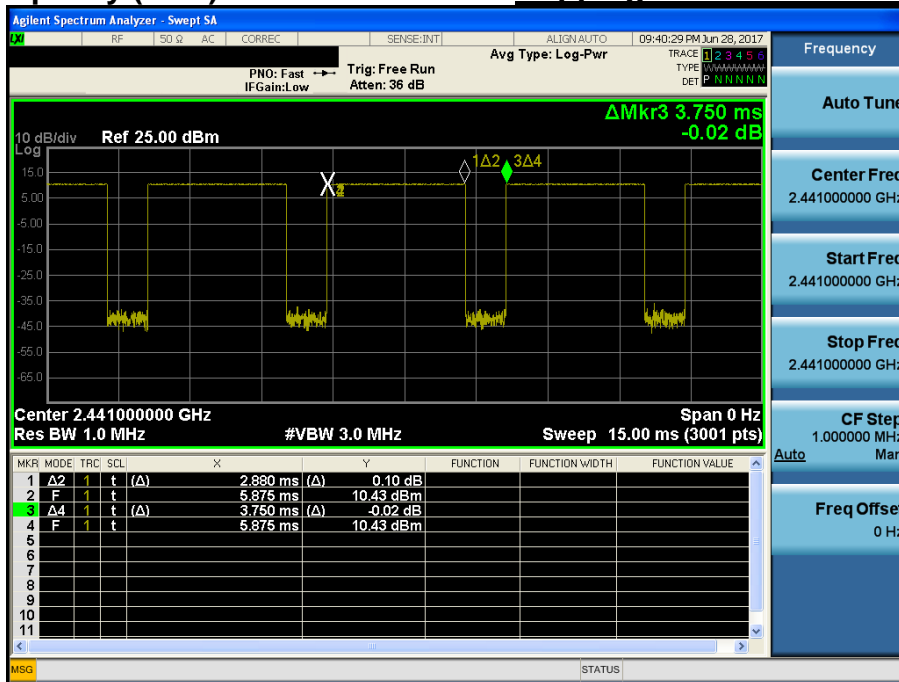 Agilent Spectrum Analyzer - Swept SA
LXI RF 50 Ω AC CORREC SENSE:INT ALIGN AUTO 09:40:29 PM Jun 28, 2017
Avg Type: Log-Pwr TRACE 1 2 3 4 5 6
PNO: Fast Trig: Free Run TYPE
IFGain:Low Atten: 36 dB DET P N N N N N
ΔMkr3 3.750 ms
-0.02 dB
10 dB/div Ref 25.00 dBm
Log
15.0
5.00
-5.00
-15.0
-25.0
-35.0
-45.0
-55.0
-65.0
1Δ2 3Δ4
Center 2.441000000 GHz Span 0 Hz
Res BW 1.0 MHz #VBW 3.0 MHz Sweep 15.00 ms (3001 pts)
MKR MODE TRC SCL X Y FUNCTION FUNCTION WIDTH FUNCTION VALUE
1 Δ2 1 t (Δ) 2.880 ms (Δ) 0.10 dB
2 F 1 t 5.875 ms 10.43 dBm
3 Δ4 1 t (Δ) 3.750 ms (Δ) -0.02 dB
4 F 1 t 5.875 ms 10.43 dBm
5
6
7
8
9
10
11
MSG STATUS
Frequency
Auto Tune
Center Freq
2.441000000 GHz
Start Freq
2.441000000 GHz
Stop Freq
2.441000000 GHz
CF Step
1.000000 MHz
Auto Man
Freq Offset
0 Hz